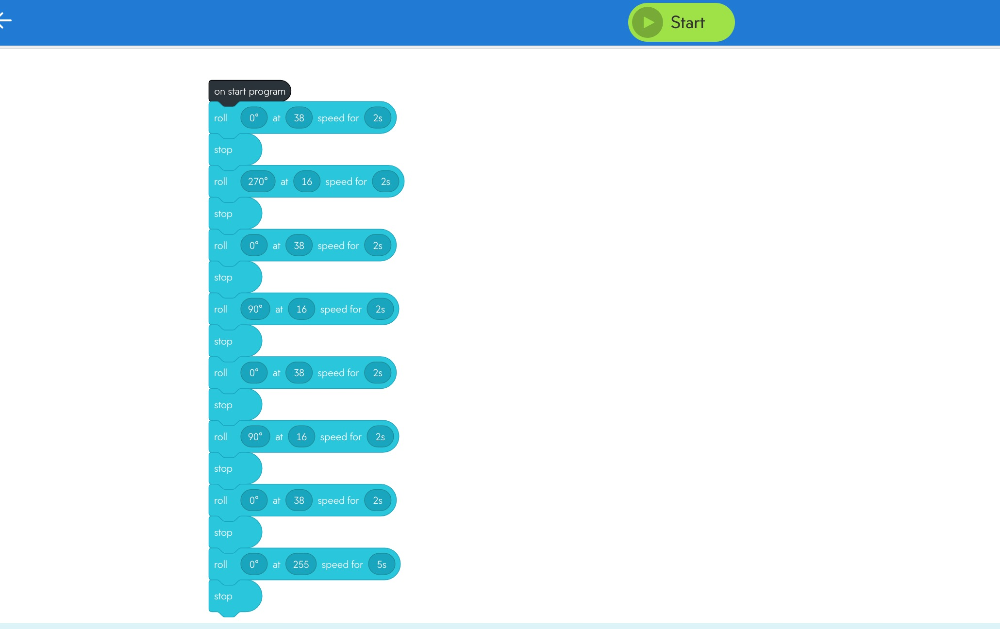 Start
on start program
roll 0° at 38 speed for 2s
stop
roll 270° at 16 speed for 2s
stop
roll 0° at 38 speed for 2s
stop
roll 90° at 16 speed for 2s
stop
roll 0° at 38 speed for 2s
stop
roll 90° at 16 speed for 2s
stop
roll 0° at 38 speed for 2s
stop
roll 0° at 255 speed for 5s
stop